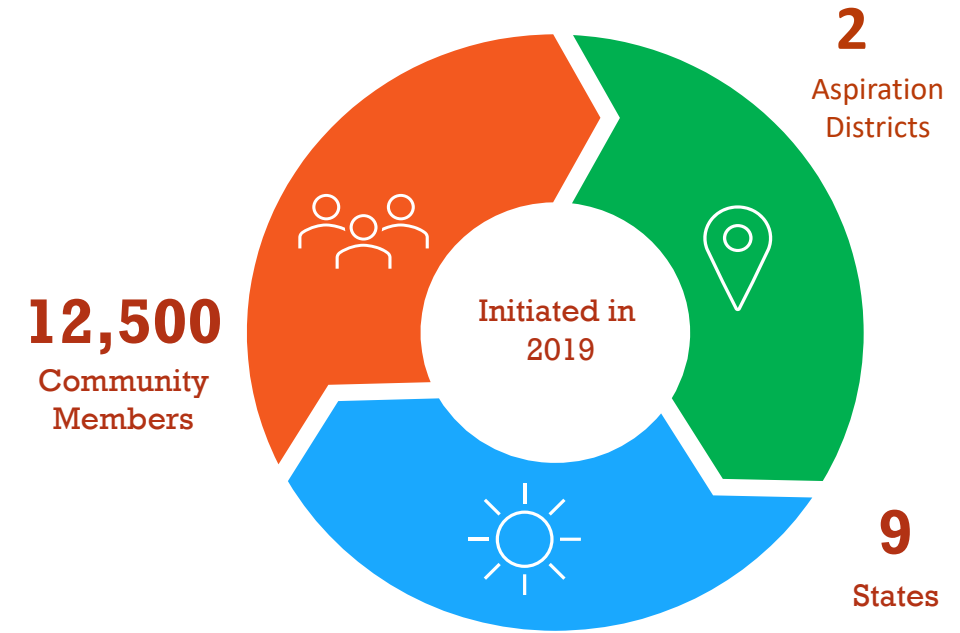 2
Aspiration
Districts
12,500
Community
Members
Initiated in
2019
9
States